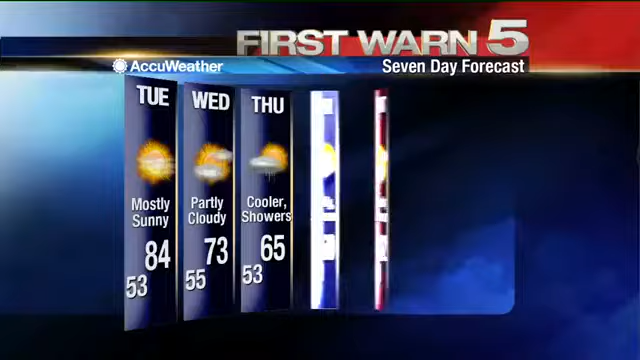 FIRST WARN 5
AccuWeather
Seven Day Forecast
TUE
Mostly
Sunny
84
53
WED
Partly
Cloudy
73
55
THU
Cooler,
Showers
65
53